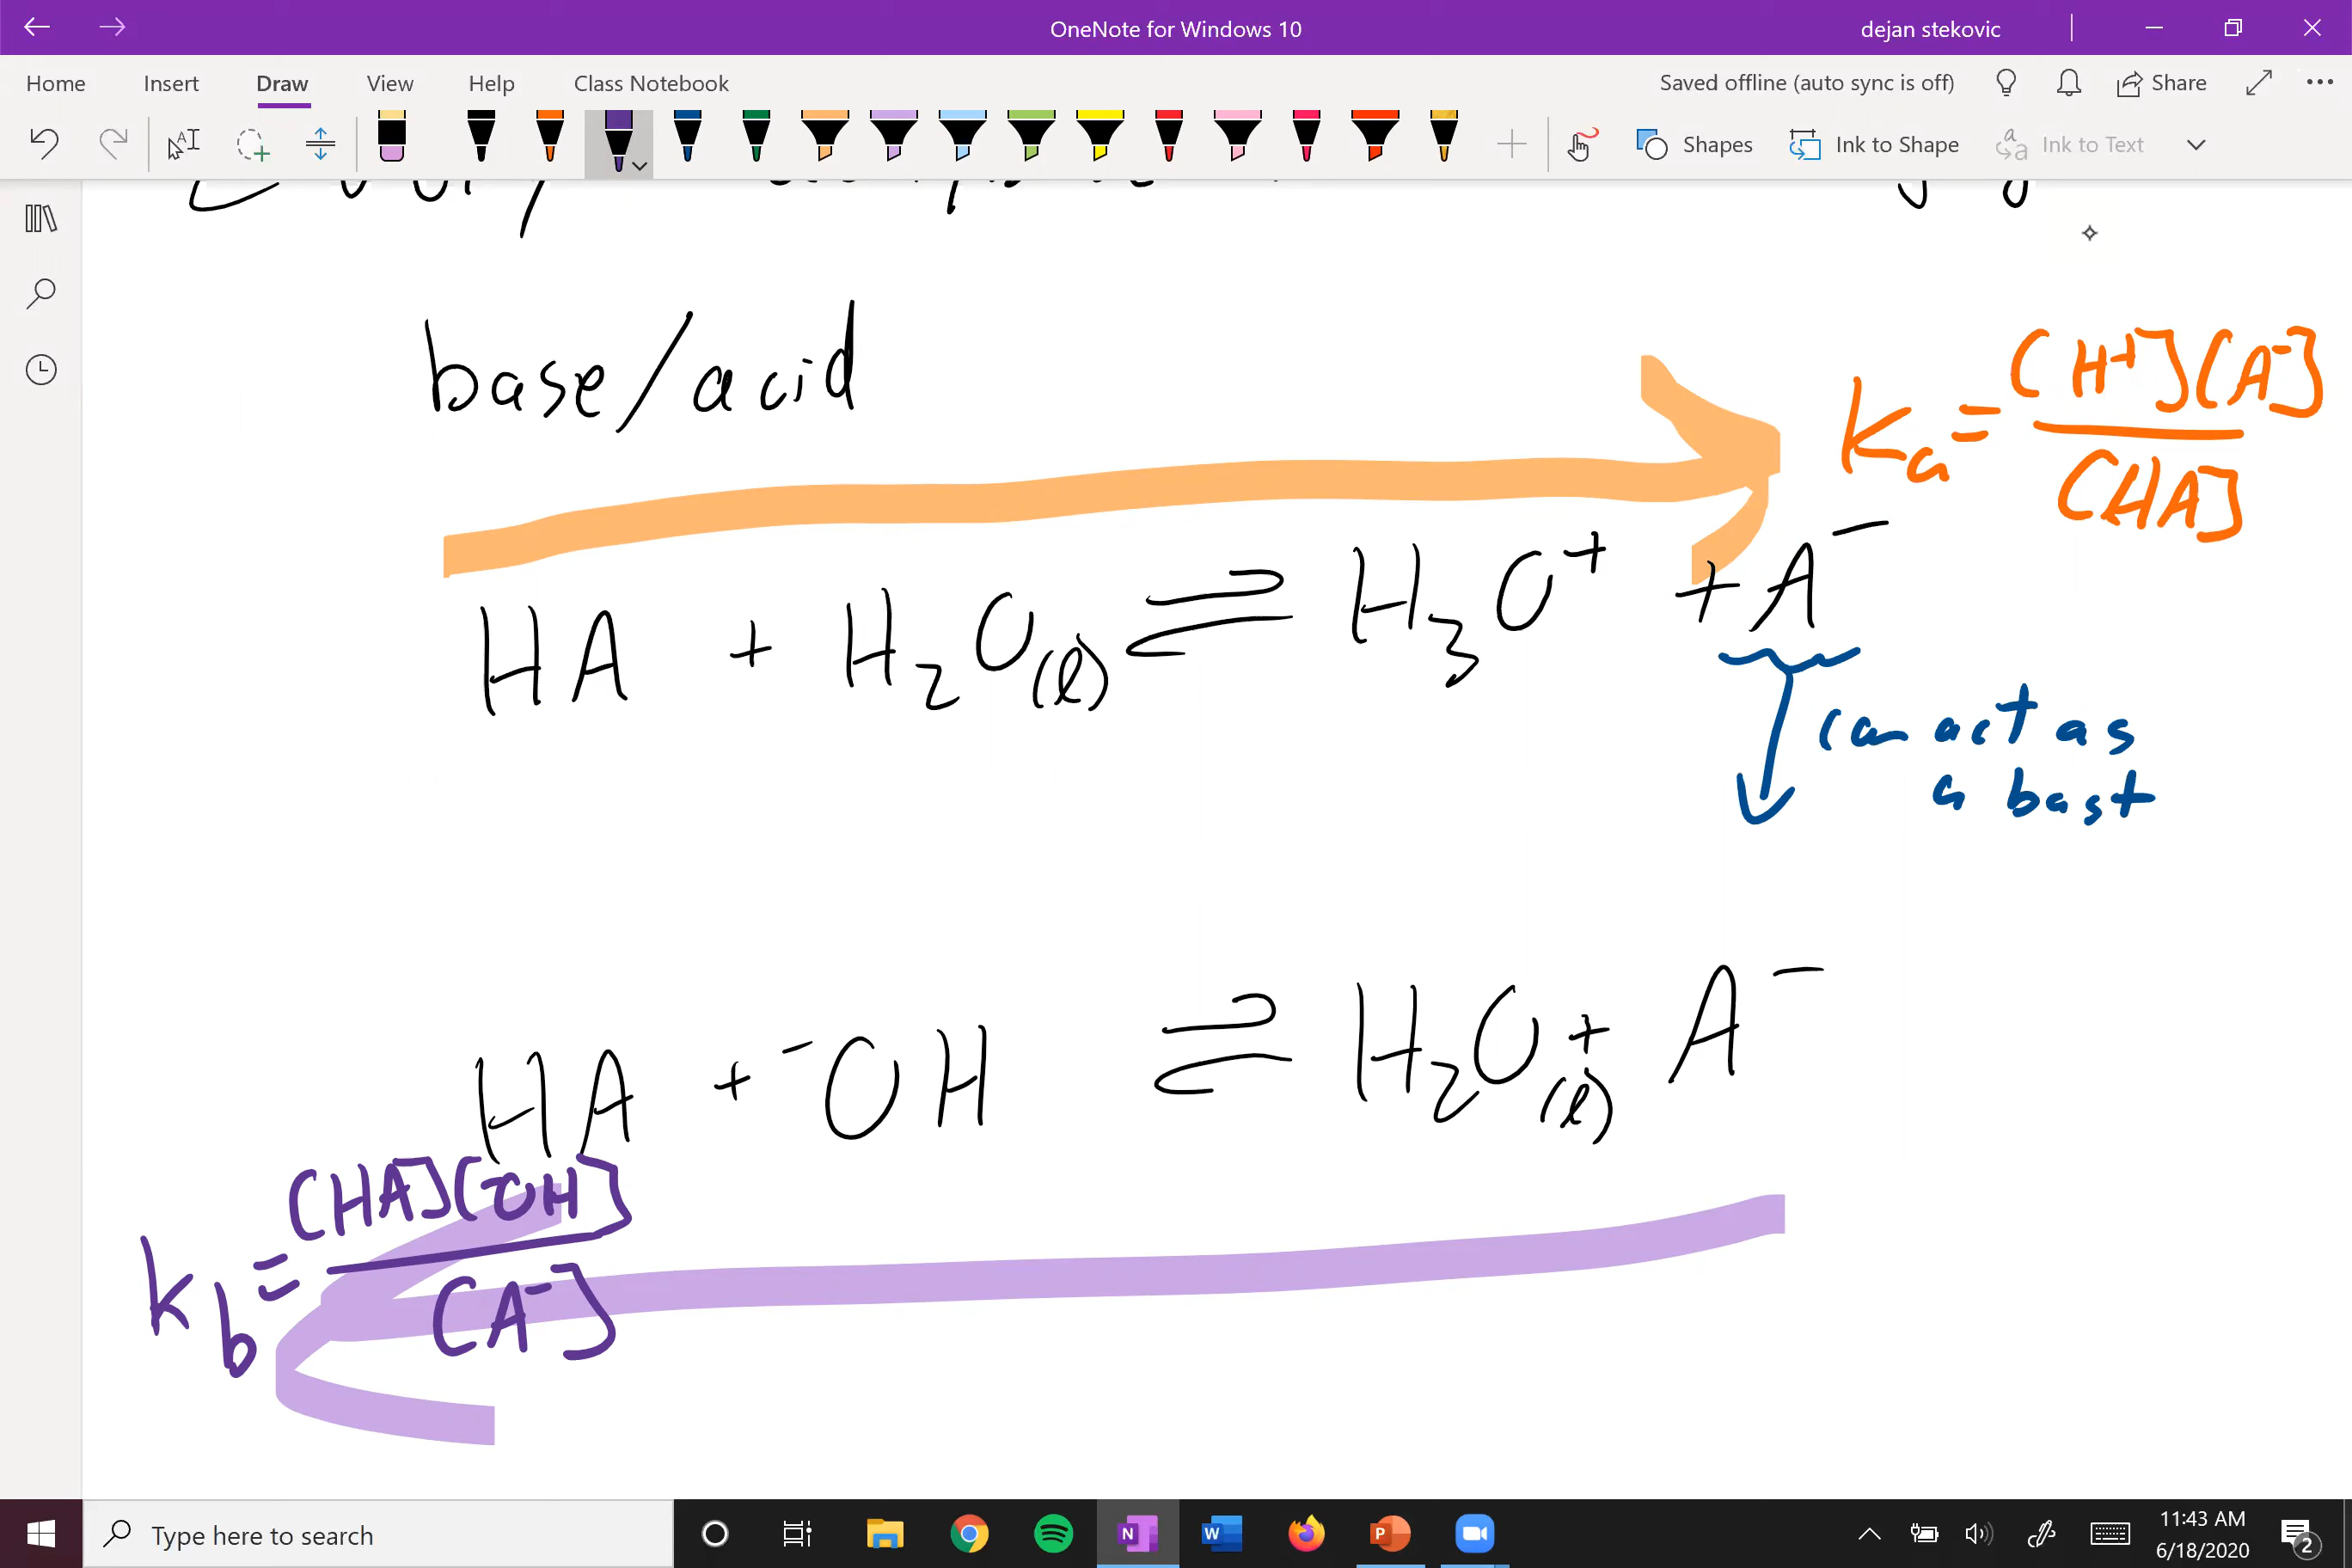 OneNote for Windows 10
dejan stekovic
Home Insert Draw View Help Class Notebook
Saved offline (auto sync is off) Share
Shapes Ink to Shape Ink to Text
base/acid
Ka = [H+][A-]
[HA]
HA + H2O(l) ⇌ H3O+ + A-
can act as
a base
HA + -OH ⇌ H2O(l) + A-
Kb = [HA][-OH]
[A-]
Type here to search
11:43 AM
6/18/2020
2